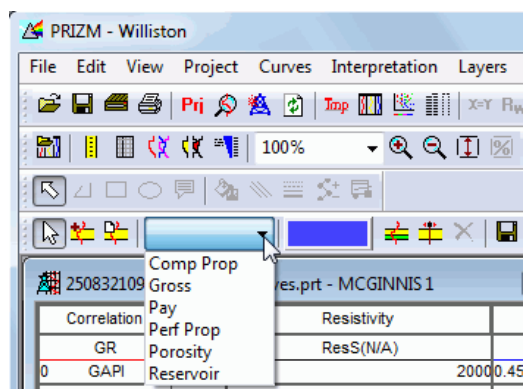 PRIZM - Williston
File Edit View Project Curves Interpretation Layers
Prj Tmp X=Y Rw
100% %
Comp Prop
Gross
Pay
Perf Prop
Porosity
Reservoir
250832109 ves.prt - MCGINNIS 1
Correlation Resistivity
GR ResS(N/A)
0 GAPI 2000 0.45